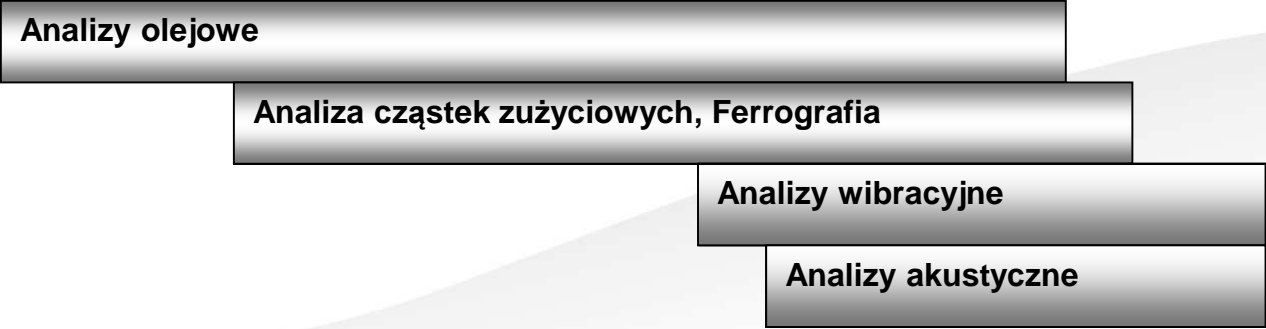 Analizy olejowe
Analiza cząstek zużyciowych, Ferrografia
Analizy wibracyjne
Analizy akustyczne